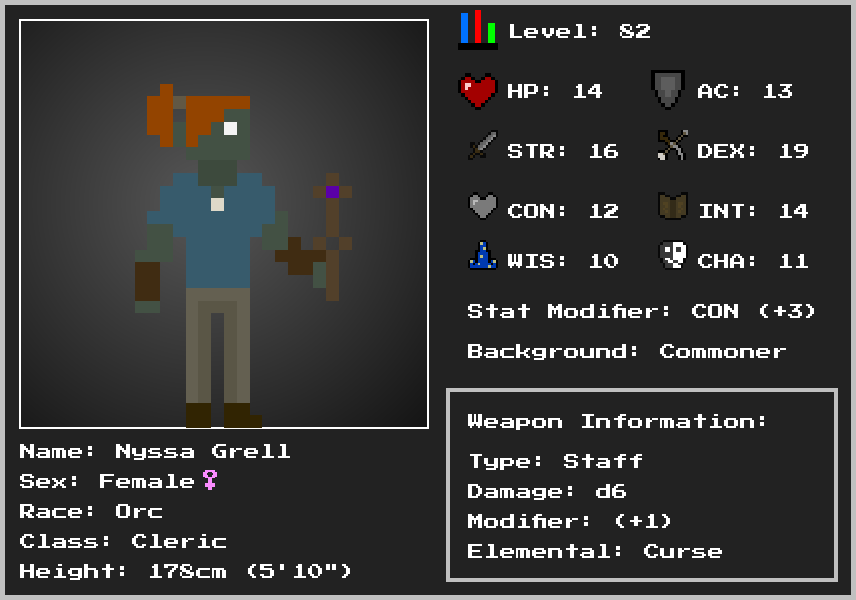 Level: 82
HP: 14
AC: 13
STR: 16
DEX: 19
CON: 12
INT: 14
WIS: 10
CHA: 11
Stat Modifier: CON (+3)
Background: Commoner
Weapon Information:
Type: Staff
Damage: d6
Modifier: (+1)
Elemental: Curse
Name: Nyssa Grell
Sex: Female♀
Race: Orc
Class: Cleric
Height: 178cm (5'10")